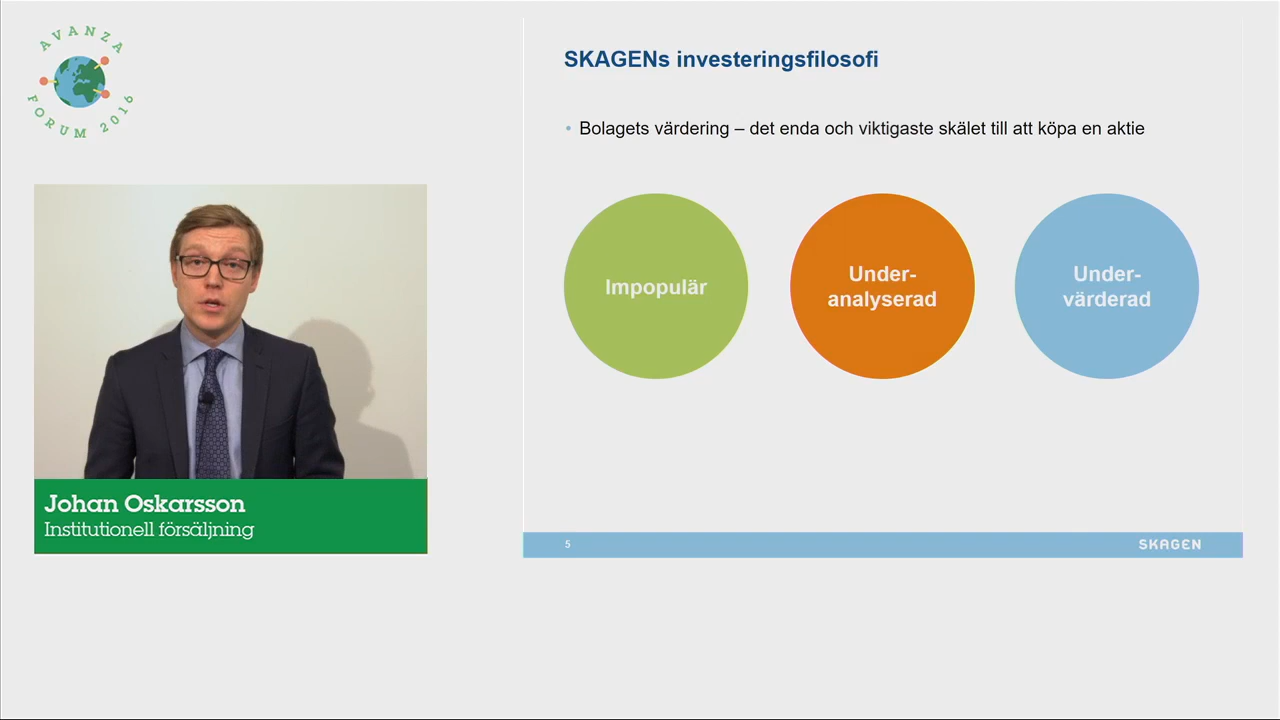 AVANZA
FORUM 2016
SKAGENs investeringsfilosofi
• Bolagets värdering – det enda och viktigaste skälet till att köpa en aktie
Impopulär
Under-
analyserad
Under-
värderad
Johan Oskarsson
Institutionell försäljning
5
SKAGEN